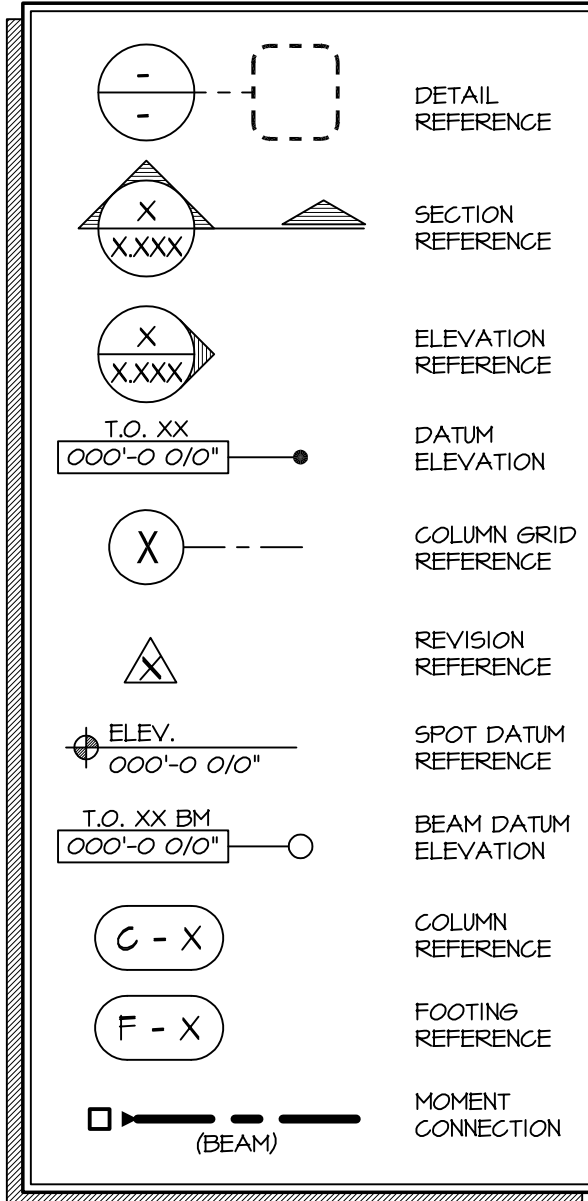 -
-
DETAIL
REFERENCE
X
X.XXX
SECTION
REFERENCE
X
X.XXX
ELEVATION
REFERENCE
T.O. XX
000'-0 0/0"
DATUM
ELEVATION
X
COLUMN GRID
REFERENCE
X
REVISION
REFERENCE
ELEV.
000'-0 0/0"
SPOT DATUM
REFERENCE
T.O. XX BM
000'-0 0/0"
BEAM DATUM
ELEVATION
C - X
COLUMN
REFERENCE
F - X
FOOTING
REFERENCE
(BEAM)
MOMENT
CONNECTION